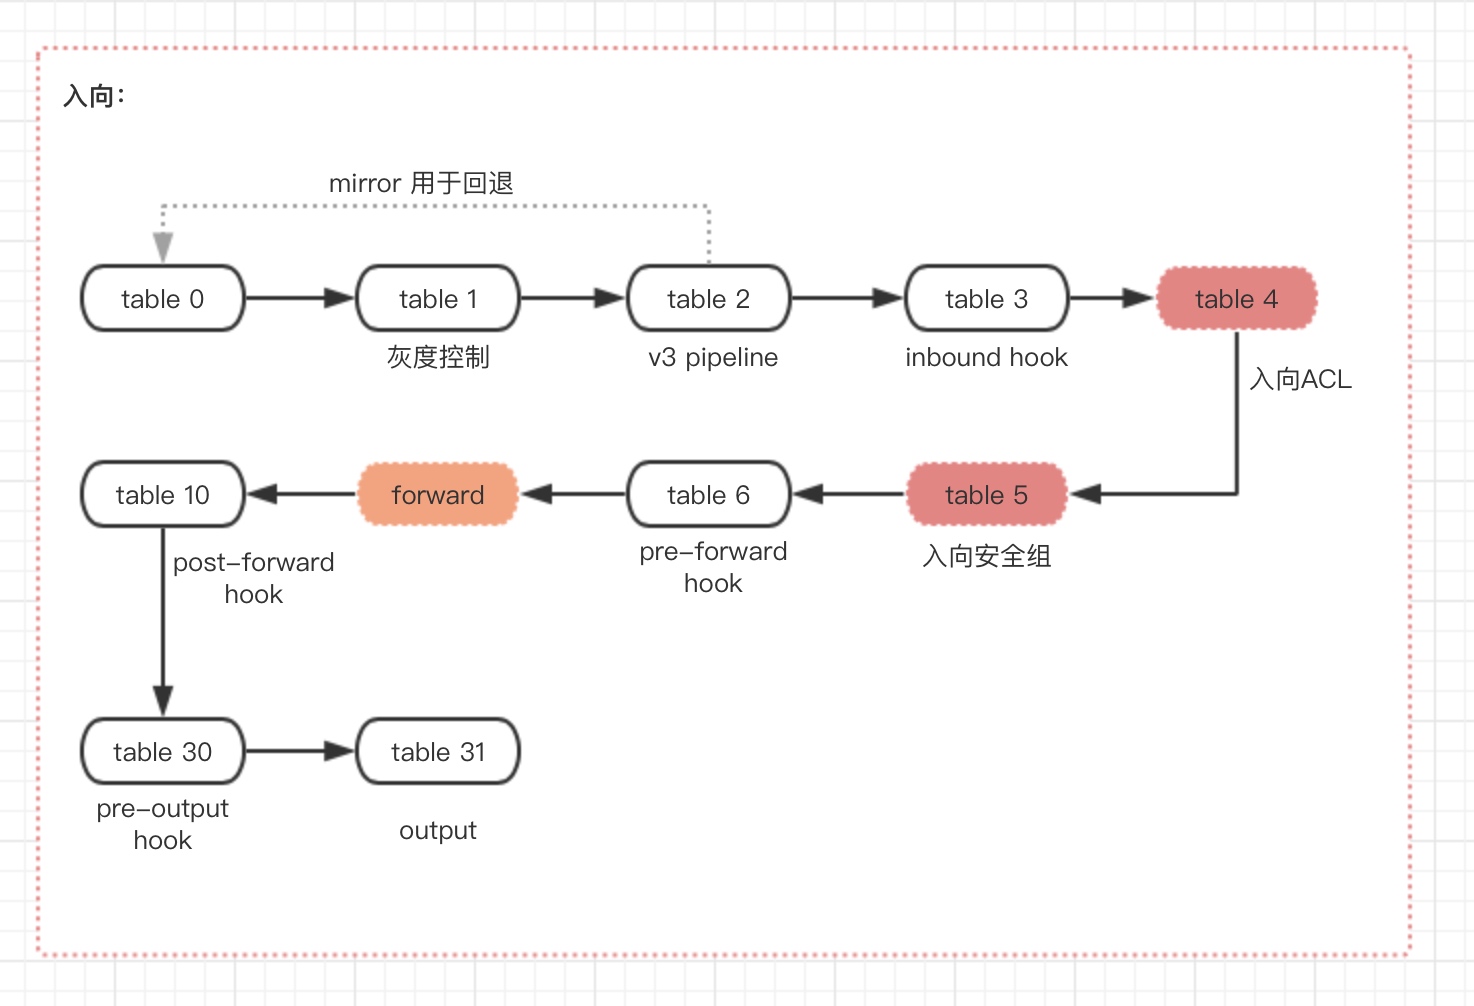 入向：
mirror 用于回退
table 0
table 1
table 2
table 3
table 4
灰度控制
v3 pipeline
inbound hook
入向ACL
table 10
forward
table 6
table 5
post-forward
hook
pre-forward
hook
入向安全组
table 30
table 31
pre-output
hook
output